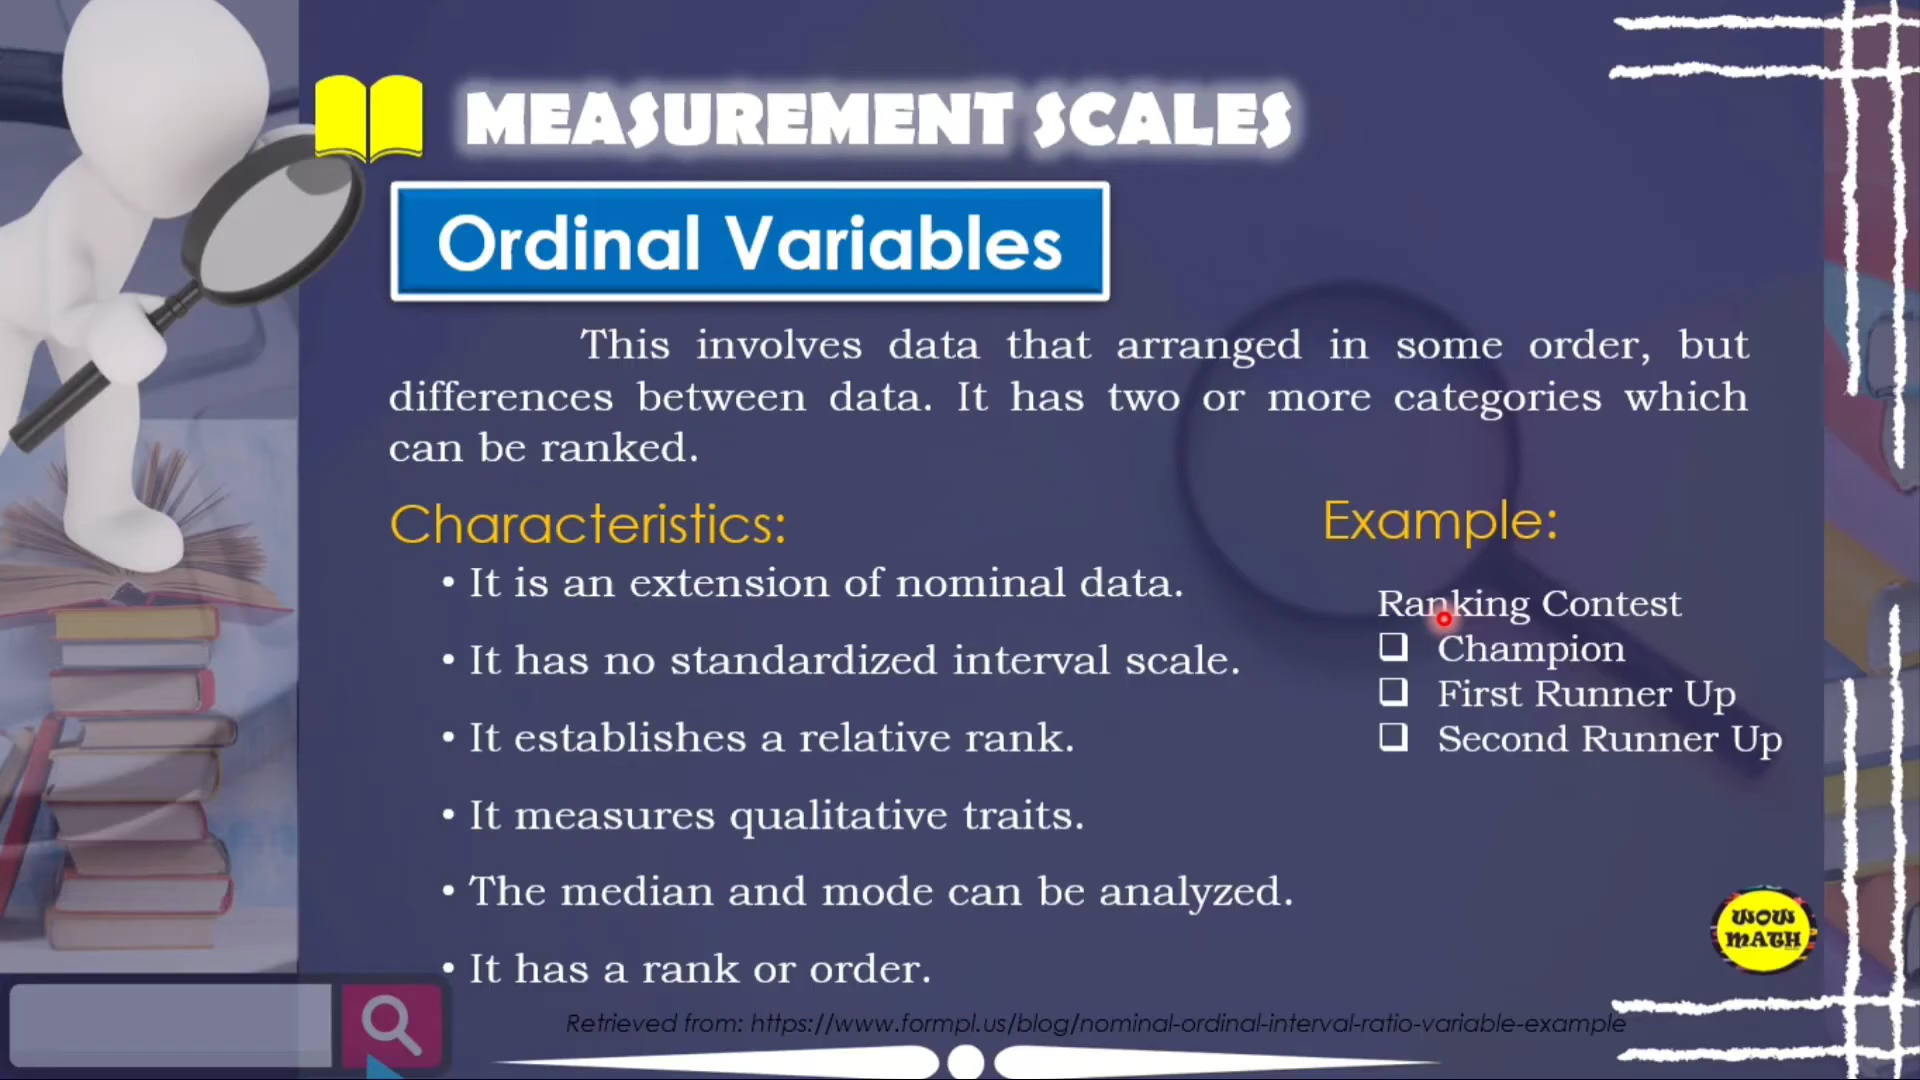 MEASUREMENT SCALES
Ordinal Variables
This involves data that arranged in some order, but
differences between data. It has two or more categories which
can be ranked.
Characteristics:
• It is an extension of nominal data.
• It has no standardized interval scale.
• It establishes a relative rank.
• It measures qualitative traits.
• The median and mode can be analyzed.
• It has a rank or order.
Example:
Ranking Contest
❑ Champion
❑ First Runner Up
❑ Second Runner Up
WOW
MATH
Retrieved from: https://www.formpl.us/blog/nominal-ordinal-interval-ratio-variable-example